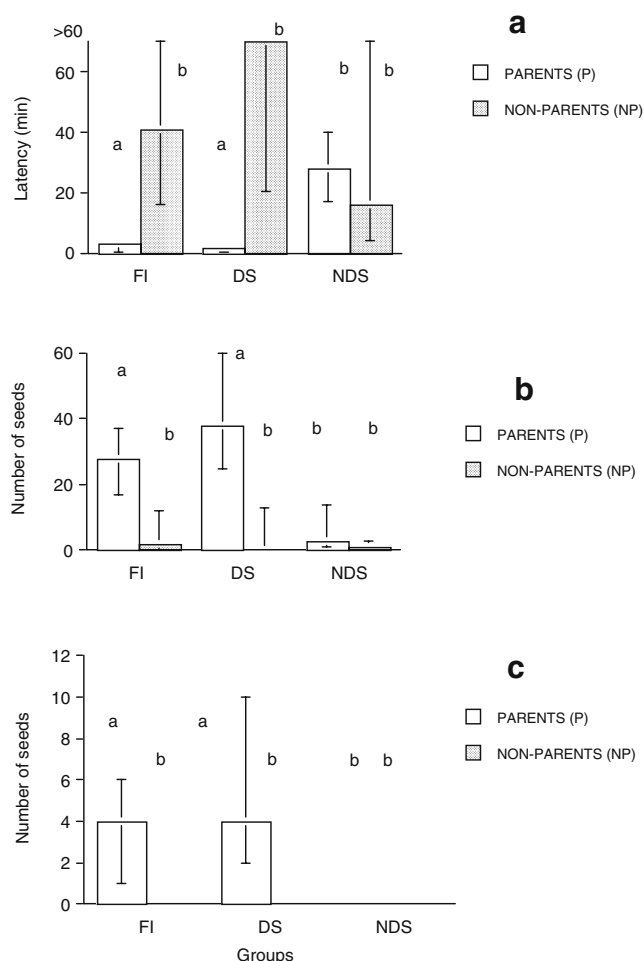 >60
60
40
20
0
Latency (min)
a
b
a
b
b
b
FI
DS
NDS
a
PARENTS (P)
NON-PARENTS (NP)
60
40
20
0
Number of seeds
a
b
a
b
b
b
FI
DS
NDS
b
PARENTS (P)
NON-PARENTS (NP)
12
10
8
6
4
2
0
Number of seeds
a
b
a
b
b
b
FI
DS
NDS
Groups
c
PARENTS (P)
NON-PARENTS (NP)